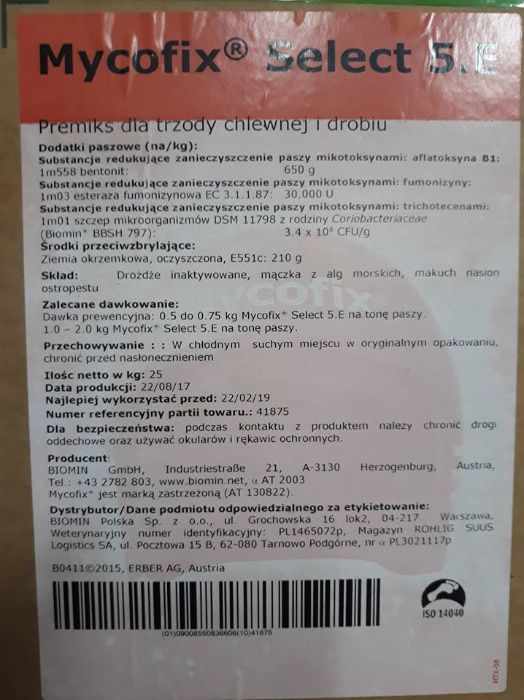 Mycofix® Select 5.E
Premiks dla trzody chlewnej i drobiu
Dodatki paszowe (na/kg):
Substancje redukujące zanieczyszczenie paszy mikotoksynami: aflatoksyna B1:
1m558 bentonit: 650 g
Substancje redukujące zanieczyszczenie paszy mikotoksynami: fumonizyny:
1m03 esteraza fumonizynowa EC 3.1.1.87: 30.000 U
Substancje redukujące zanieczyszczenie paszy mikotoksynami: trichotecenami:
1m01 szczep mikroorganizmów DSM 11798 z rodziny Coriobacteriaceae
(Biomin® BBSH 797): 3.4 x 10⁸ CFU/g
Środki przeciwzbrylające:
Ziemia okrzemkowa, oczyszczona, E551c: 210 g
Skład: Drożdże inaktywowane, mączka z alg morskich, makuch nasion
ostropestu
mycofix®
Zalecane dawkowanie:
Dawka prewencyjna: 0.5 do 0.75 kg Mycofix® Select 5.E na tonę paszy.
1.0 – 2.0 kg Mycofix® Select 5.E na tonę paszy.
Przechowywanie : : W chłodnym suchym miejscu w oryginalnym opakowaniu,
chronić przed nasłonecznieniem
Ilośc netto w kg: 25
Data produkcji: 22/08/17
Najlepiej wykorzystać przed: 22/02/19
Numer referencyjny partii towaru.: 41875
Dla bezpieczeństwa: podczas kontaktu z produktem należy chronić drogi
oddechowe oraz używać okularów i rękawic ochronnych.
Producent:
BIOMIN GmbH, Industriestraße 21, A-3130 Herzogenburg, Austria,
Tel.: +43 2782 803, www.biomin.net, α AT 2003
Mycofix® jest marką zastrzeżoną (AT 130822).
Dystrybutor/Dane podmiotu odpowiedzialnego za etykietowanie:
BIOMIN Polska Sp. z o.o., ul. Grochowska 16 lok2, 04-217 Warszawa,
Weterynaryjny numer identyfikacyjny: PL1465072p, Magazyn ROHLIG SUUS
Logistics SA, ul. Pocztowa 15 B, 62-080 Tarnowo Podgórne, nr α PL3021117p
B0411©2015, ERBER AG, Austria
(01)09008550830606(10)41875
ISO 14040
MTX-08